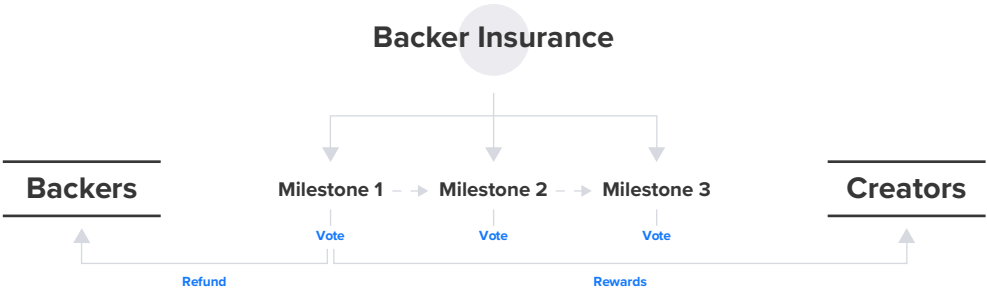 Backer Insurance
Backers
Milestone 1
Milestone 2
Milestone 3
Creators
Vote
Vote
Vote
Refund
Rewards